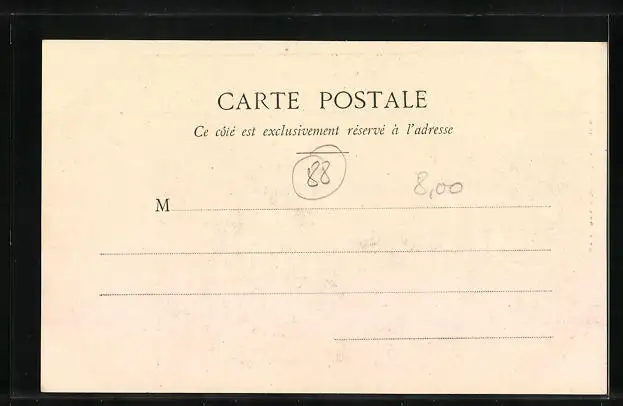 CARTE POSTALE
Ce côté est exclusivement réservé à l'adresse
88
8,00
M